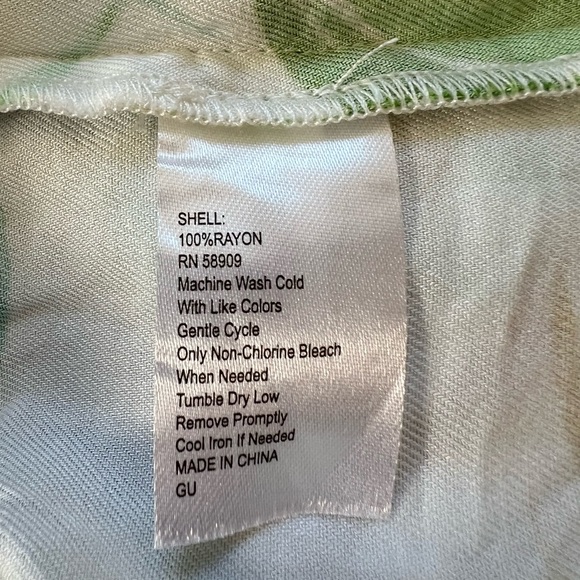 SHELL:
100%RAYON
RN 58909
Machine Wash Cold
With Like Colors
Gentle Cycle
Only Non-Chlorine Bleach
When Needed
Tumble Dry Low
Remove Promptly
Cool Iron If Needed
MADE IN CHINA
GU